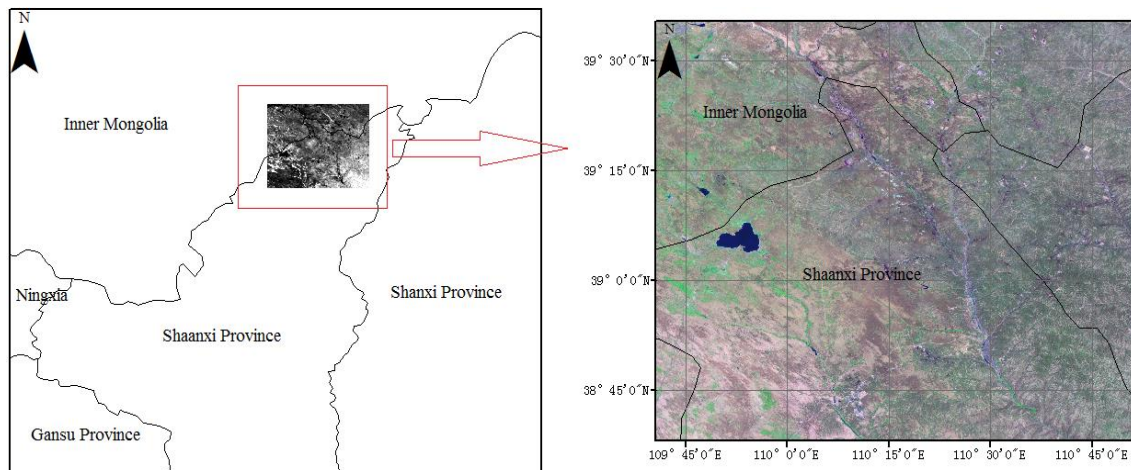 N
Inner Mongolia
Ningxia
Shanxi Province
Shaanxi Province
Gansu Province
N
39° 30′0″N
Inner Mongolia
39° 15′0″N
Shaanxi Province
39° 0′0″N
38° 45′0″N
109° 45′0″E
110° 0′0″E
110° 15′0″E
110° 30′0″E
110° 45′0″E